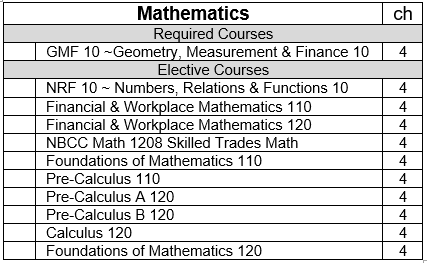 Mathematics ch
Required Courses
GMF 10 ~Geometry, Measurement & Finance 10 4
Elective Courses
NRF 10 ~ Numbers, Relations & Functions 10 4
Financial & Workplace Mathematics 110 4
Financial & Workplace Mathematics 120 4
NBCC Math 1208 Skilled Trades Math 4
Foundations of Mathematics 110 4
Pre-Calculus 110 4
Pre-Calculus A 120 4
Pre-Calculus B 120 4
Calculus 120 4
Foundations of Mathematics 120 4